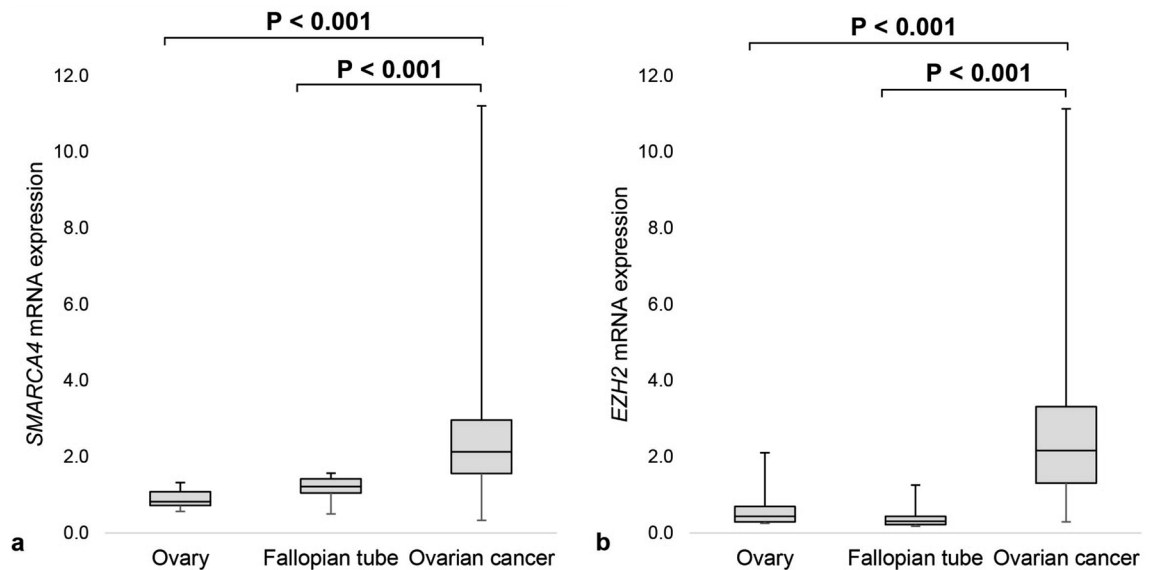 P < 0.001
P < 0.001
12.0
10.0
8.0
6.0
4.0
2.0
0.0
SMARCA4 mRNA expression
Ovary
Fallopian tube
Ovarian cancer
a
P < 0.001
P < 0.001
12.0
10.0
8.0
6.0
4.0
2.0
0.0
EZH2 mRNA expression
Ovary
Fallopian tube
Ovarian cancer
b